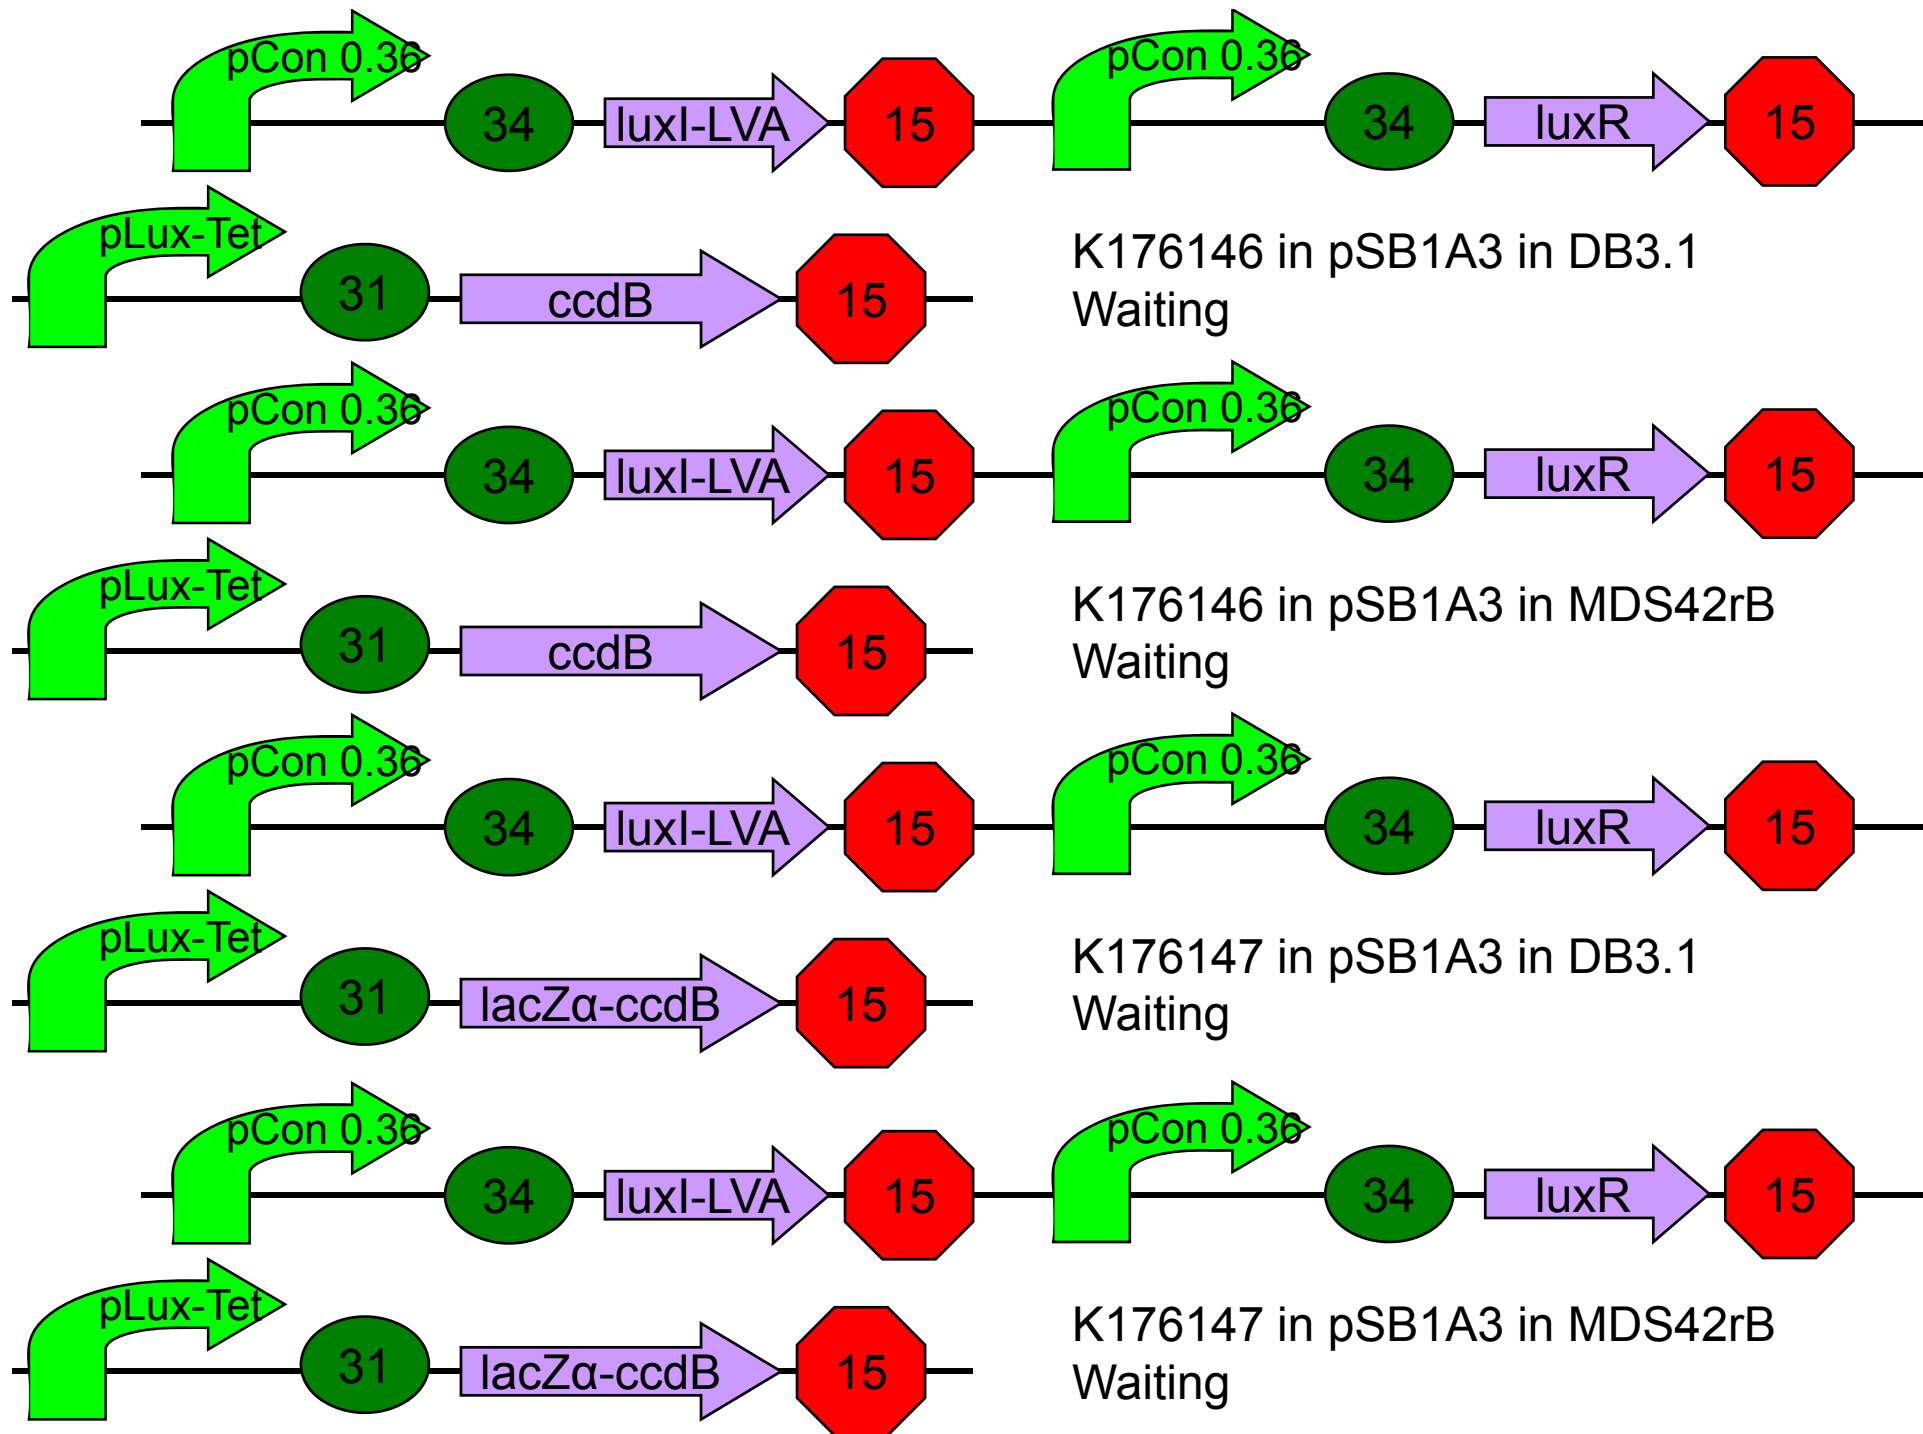 pCon 0.36 pCon 0.36
34 luxI-LVA 15 34 luxR 15
pLux-Tet
31 ccdB 15
K176146 in pSB1A3 in DB3.1
Waiting
pCon 0.36 pCon 0.36
34 luxI-LVA 15 34 luxR 15
pLux-Tet
31 ccdB 15
K176146 in pSB1A3 in MDS42rB
Waiting
pCon 0.36 pCon 0.36
34 luxI-LVA 15 34 luxR 15
pLux-Tet
31 lacZα-ccdB 15
K176147 in pSB1A3 in DB3.1
Waiting
pCon 0.36 pCon 0.36
34 luxI-LVA 15 34 luxR 15
pLux-Tet
31 lacZα-ccdB 15
K176147 in pSB1A3 in MDS42rB
Waiting